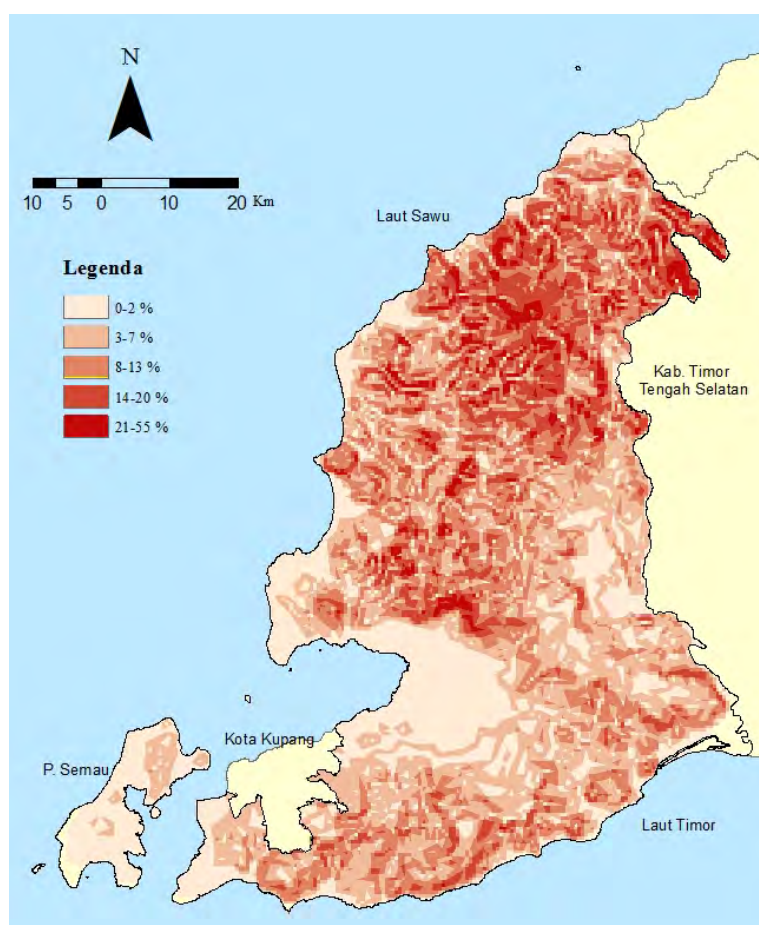 N
10 5 0 10 20 Km
Laut Sawu
Legenda
0-2 %
3-7 %
8-13 %
14-20 %
21-55 %
Kab. Timor
Tengah Selatan
Kota Kupang
P. Semau
Laut Timor